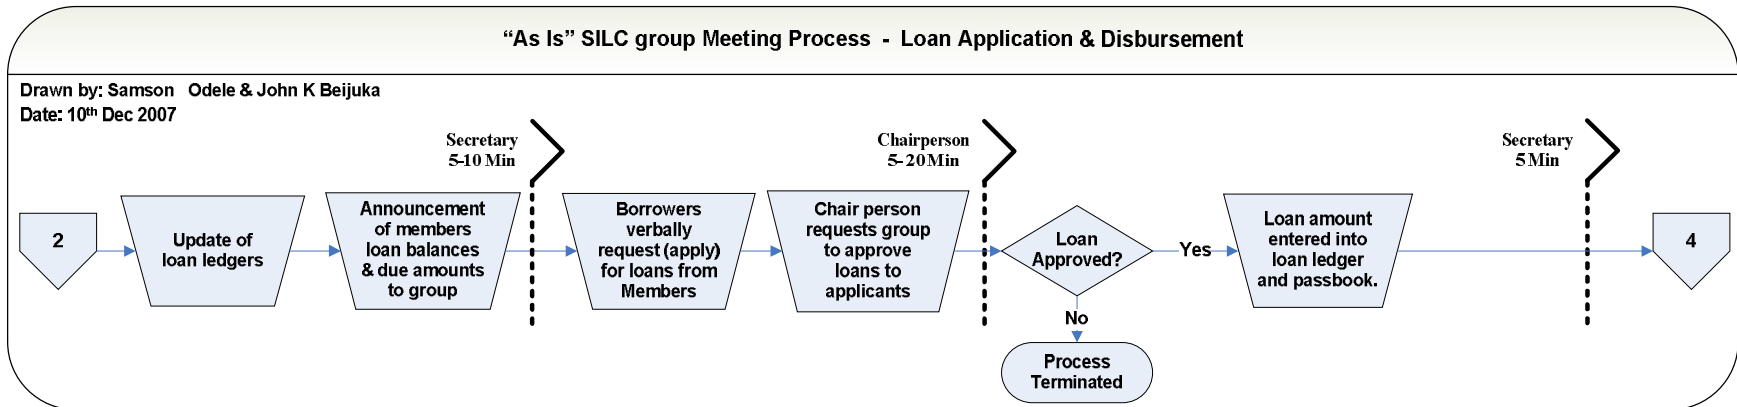 “As Is” SILC group Meeting Process - Loan Application & Disbursement
Drawn by: Samson Odele & John K Beijuka
Date: 10th Dec 2007
Secretary
5-10 Min
Chairperson
5-20 Min
Secretary
5 Min
2
Update of
loan ledgers
Announcement
of members
loan balances
& due amounts
to group
Borrowers
verbally
request (apply)
for loans from
Members
Chair person
requests group
to approve
loans to
applicants
Loan
Approved?
Yes
Loan amount
entered into
loan ledger
and passbook.
4
No
Process
Terminated